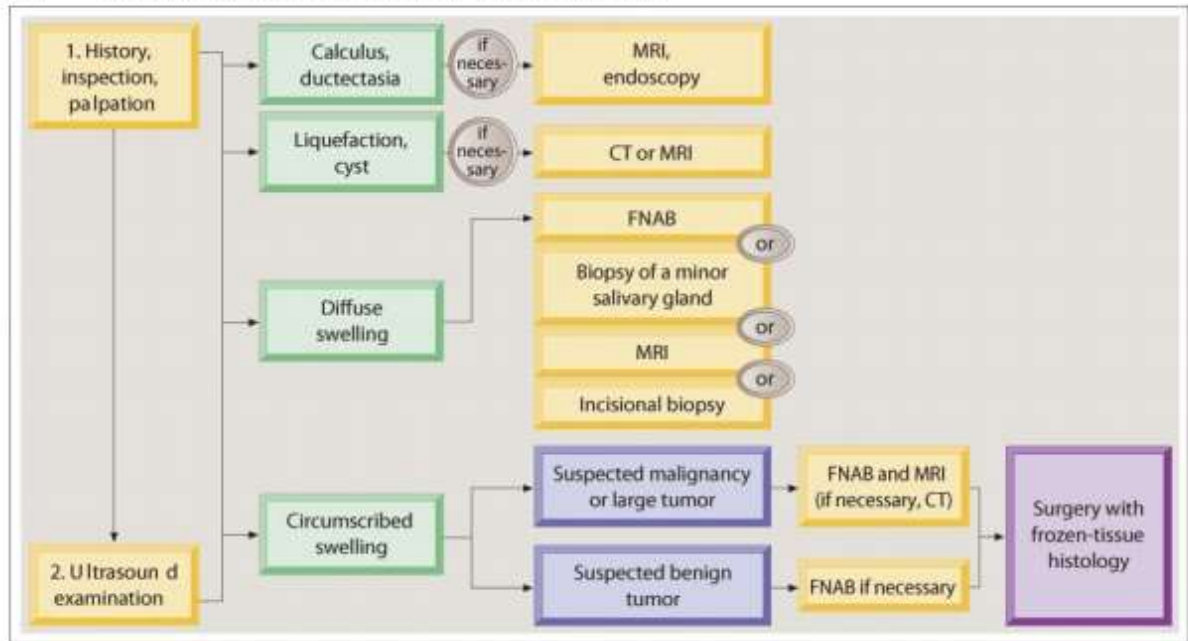 1. History,
inspection,
palpation
Calculus,
ductectasia
if
neces-
sary
MRI,
endoscopy
Liquefaction,
cyst
if
neces-
sary
CT or MRI
Diffuse
swelling
FNAB
or
Biopsy of a minor
salivary gland
or
MRI
or
Incisional biopsy
2. Ultrasoun d
examination
Circumscribed
swelling
Suspected malignancy
or large tumor
FNAB and MRI
(if necessary, CT)
Suspected benign
tumor
FNAB if necessary
Surgery with
frozen-tissue
histology